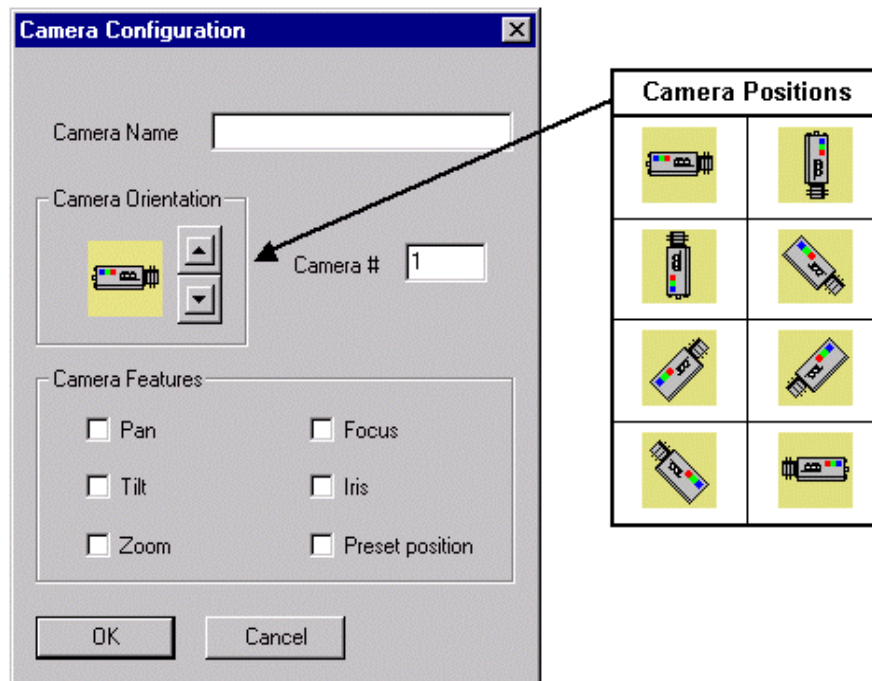 Camera Configuration
Camera Positions
Camera Name
Camera Orientation
Camera # 1
Camera Features
Pan
Focus
Tilt
Iris
Zoom
Preset position
OK
Cancel